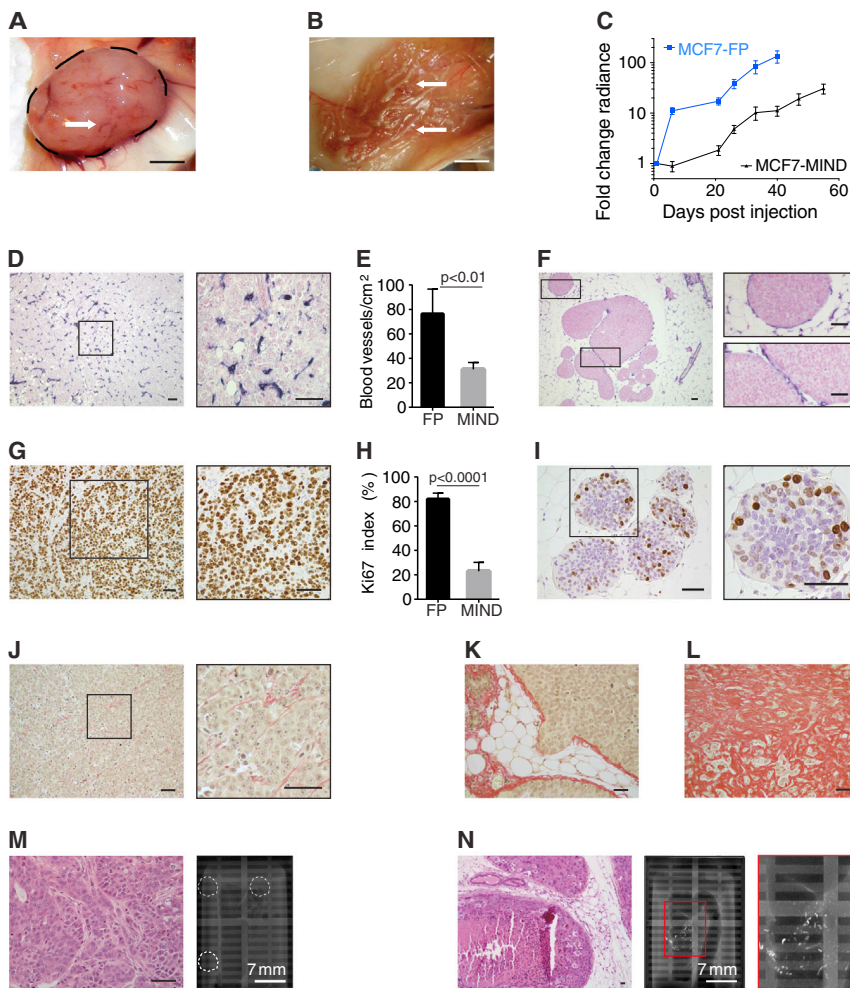 A
B
C
Fold change radiance
100
10
1
MCF7-FP
MCF7-MIND
0
20
40
60
Days post injection
D
E
F
Blood vessels/cm²
100
80
60
40
20
0
p<0.01
FP
MIND
G
H
I
Ki67 index (%)
100
80
60
40
20
0
p<0.0001
FP
MIND
J
K
L
M
N
7 mm
7 mm